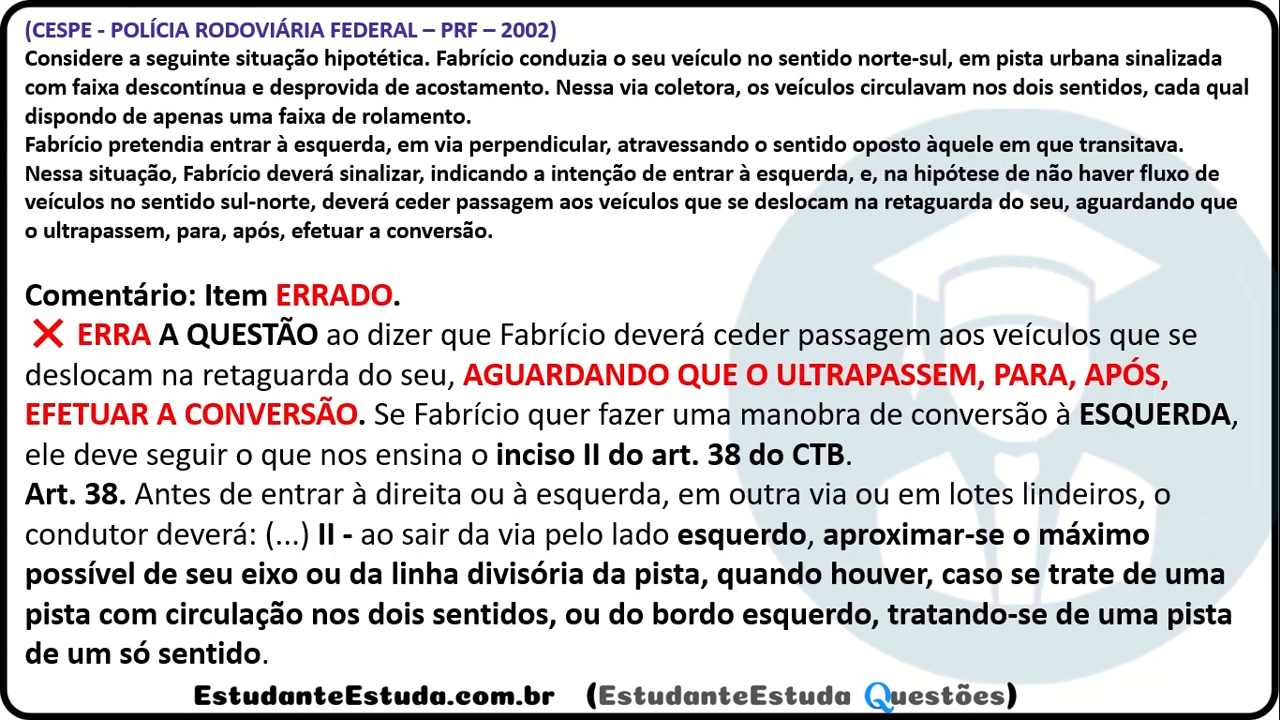 (CESPE - POLÍCIA RODOVIÁRIA FEDERAL – PRF – 2002)
Considere a seguinte situação hipotética. Fabrício conduzia o seu veículo no sentido norte-sul, em pista urbana sinalizada
com faixa descontínua e desprovida de acostamento. Nessa via coletora, os veículos circulavam nos dois sentidos, cada qual
dispondo de apenas uma faixa de rolamento.
Fabrício pretendia entrar à esquerda, em via perpendicular, atravessando o sentido oposto àquele em que transitava.
Nessa situação, Fabrício deverá sinalizar, indicando a intenção de entrar à esquerda, e, na hipótese de não haver fluxo de
veículos no sentido sul-norte, deverá ceder passagem aos veículos que se deslocam na retaguarda do seu, aguardando que
o ultrapassem, para, após, efetuar a conversão.
Comentário: Item ERRADO.
❌ ERRA A QUESTÃO ao dizer que Fabrício deverá ceder passagem aos veículos que se
deslocam na retaguarda do seu, AGUARDANDO QUE O ULTRAPASSEM, PARA, APÓS,
EFETUAR A CONVERSÃO. Se Fabrício quer fazer uma manobra de conversão à ESQUERDA,
ele deve seguir o que nos ensina o inciso II do art. 38 do CTB.
Art. 38. Antes de entrar à direita ou à esquerda, em outra via ou em lotes lindeiros, o
condutor deverá: (...) II - ao sair da via pelo lado esquerdo, aproximar-se o máximo
possível de seu eixo ou da linha divisória da pista, quando houver, caso se trate de uma
pista com circulação nos dois sentidos, ou do bordo esquerdo, tratando-se de uma pista
de um só sentido.
EstudanteEstuda.com.br (EstudanteEstuda Questões)